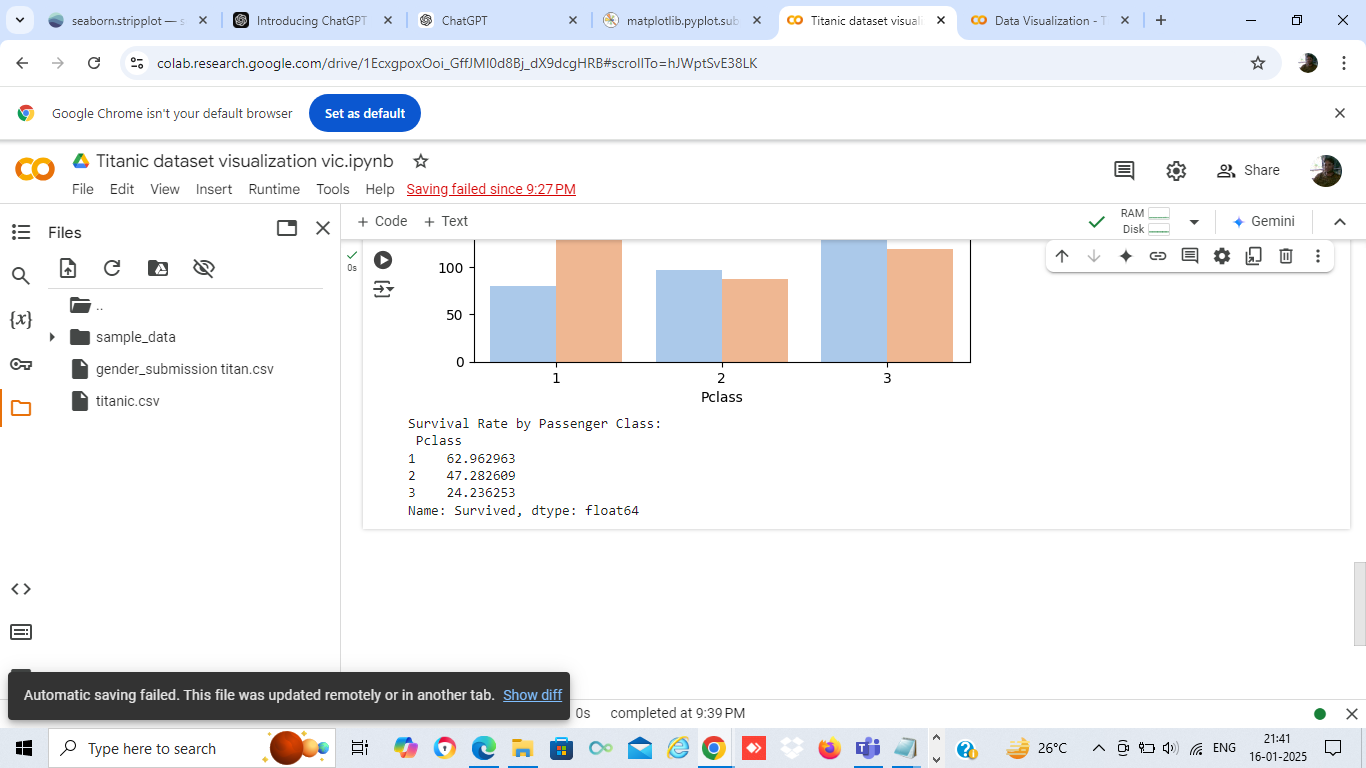 seaborn.stripplot — s
Introducing ChatGPT
ChatGPT
matplotlib.pyplot.sub
Titanic dataset visuali
Data Visualization - T
colab.research.google.com/drive/1EcxgpoxOoi_GffJMI0d8Bj_dX9dcgHRB#scrollTo=hJWptSvE38LK
Google Chrome isn't your default browser
Set as default
Titanic dataset visualization vic.ipynb
Share
File Edit View Insert Runtime Tools Help Saving failed since 9:27 PM
Files
+ Code + Text
RAM
Disk
Gemini
..
sample_data
gender_submission titan.csv
titanic.csv
{x}
0s
100
50
0
1 2 3
Pclass
Survival Rate by Passenger Class:
Pclass
1 62.962963
2 47.282609
3 24.236253
Name: Survived, dtype: float64
Automatic saving failed. This file was updated remotely or in another tab. Show diff
0s completed at 9:39 PM
Type here to search
26°C
ENG
21:41
16-01-2025